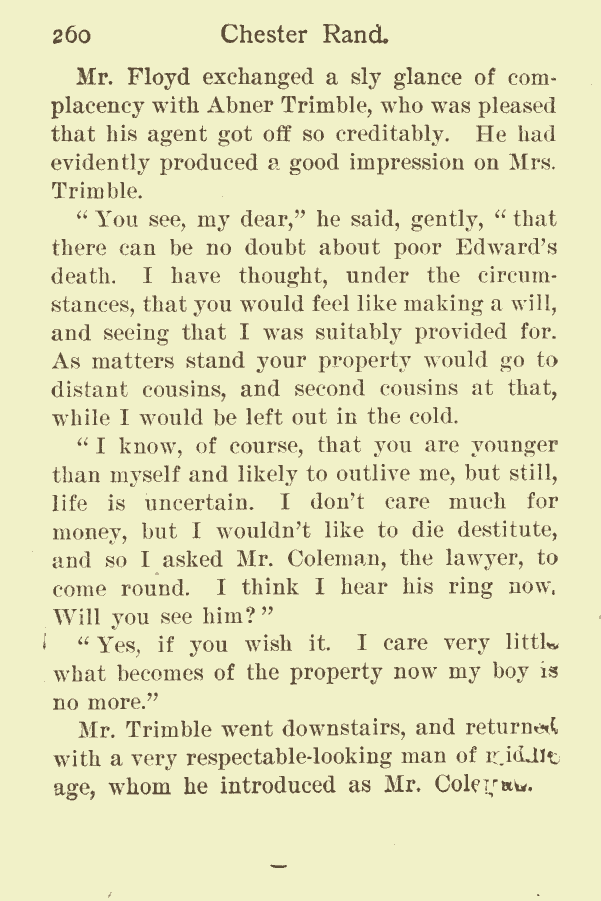 260 Chester Rand.
Mr. Floyd exchanged a sly glance of com-
placency with Abner Trimble, who was pleased
that his agent got off so creditably. He had
evidently produced a good impression on Mrs.
Trimble.
“You see, my dear,” he said, gently, “that
there can be no doubt about poor Edward’s
death. I have thought, under the circum-
stances, that you would feel like making a will,
and seeing that I was suitably provided for.
As matters stand your property would go to
distant cousins, and second cousins at that,
while I would be left out in the cold.
“I know, of course, that you are younger
than myself and likely to outlive me, but still,
life is uncertain. I don’t care much for
money, but I wouldn’t like to die destitute,
and so I asked Mr. Coleman, the lawyer, to
come round. I think I hear his ring now.
Will you see him?”
“Yes, if you wish it. I care very little
what becomes of the property now my boy is
no more.”
Mr. Trimble went downstairs, and returned
with a very respectable-looking man of middle
age, whom he introduced as Mr. Coleman.